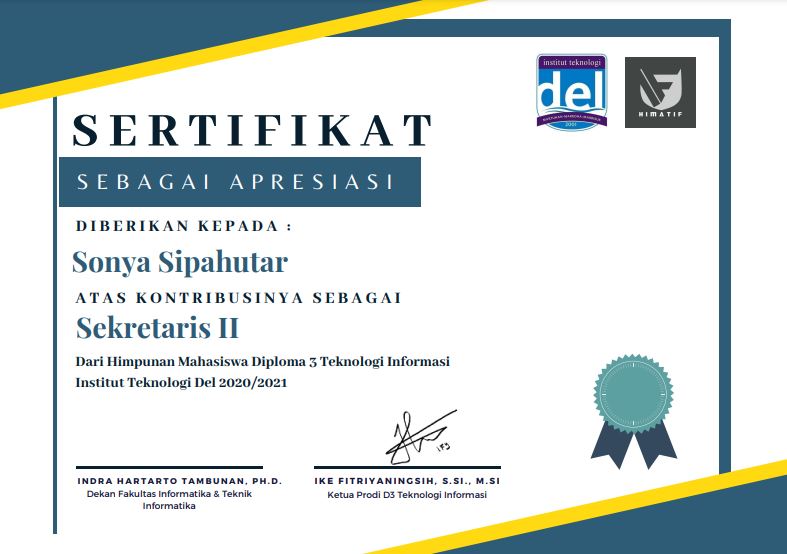 institut teknologi
del
2001
HIMATIF
SERTIFIKAT
SEBAGAI APRESIASI
DIBERIKAN KEPADA :
Sonya Sipahutar
ATAS KONTRIBUSINYA SEBAGAI
Sekretaris II
Dari Himpunan Mahasiswa Diploma 3 Teknologi Informasi
Institut Teknologi Del 2020/2021
INDRA HARTARTO TAMBUNAN, PH.D.
Dekan Fakultas Informatika & Teknik
Informatika
IKE FITRIYANINGSIH, S.SI., M.SI
Ketua Prodi D3 Teknologi Informasi